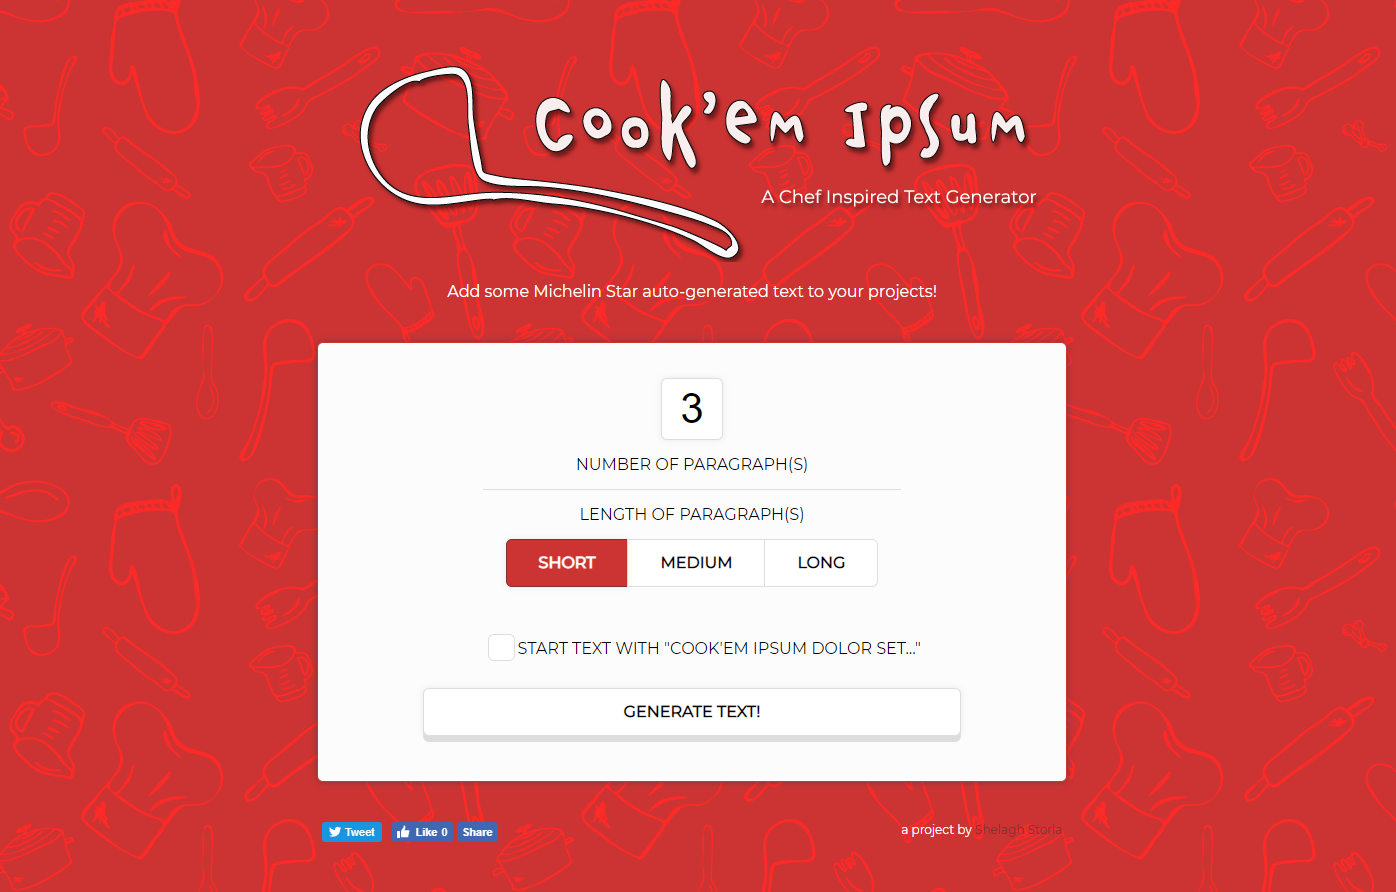 Cook'em Ipsum
A Chef Inspired Text Generator
Add some Michelin Star auto-generated text to your projects!
3
NUMBER OF PARAGRAPH(S)
LENGTH OF PARAGRAPH(S)
SHORT MEDIUM LONG
START TEXT WITH "COOK'EM IPSUM DOLOR SET..."
GENERATE TEXT!
Tweet Like 0 Share a project by Shelagh Storla